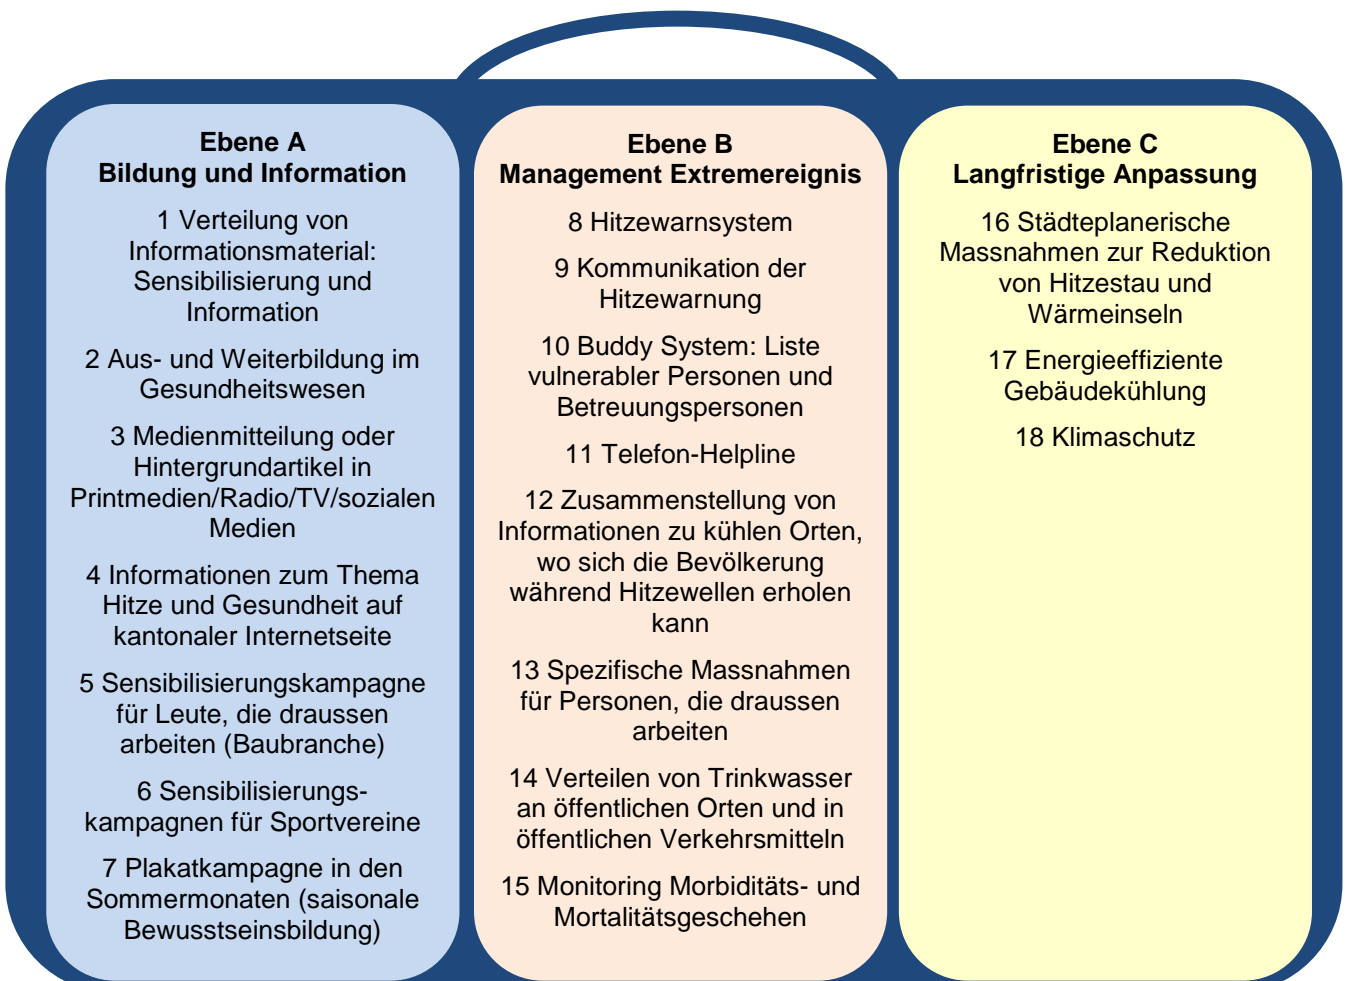 Ebene A
Bildung und Information
1 Verteilung von
Informationsmaterial:
Sensibilisierung und
Information
2 Aus- und Weiterbildung im
Gesundheitswesen
3 Medienmitteilung oder
Hintergrundartikel in
Printmedien/Radio/TV/sozialen
Medien
4 Informationen zum Thema
Hitze und Gesundheit auf
kantonaler Internetseite
5 Sensibilisierungskampagne
für Leute, die draussen
arbeiten (Baubranche)
6 Sensibilisierungs-
kampagnen für Sportvereine
7 Plakatkampagne in den
Sommermonaten (saisonale
Bewusstseinsbildung)
Ebene B
Management Extremereignis
8 Hitzewarnsystem
9 Kommunikation der
Hitzewarnung
10 Buddy System: Liste
vulnerabler Personen und
Betreuungspersonen
11 Telefon-Helpline
12 Zusammenstellung von
Informationen zu kühlen Orten,
wo sich die Bevölkerung
während Hitzewellen erholen
kann
13 Spezifische Massnahmen
für Personen, die draussen
arbeiten
14 Verteilen von Trinkwasser
an öffentlichen Orten und in
öffentlichen Verkehrsmitteln
15 Monitoring Morbiditäts- und
Mortalitätsgeschehen
Ebene C
Langfristige Anpassung
16 Städteplanerische
Massnahmen zur Reduktion
von Hitzestau und
Wärmeinseln
17 Energieeffiziente
Gebäudekühlung
18 Klimaschutz